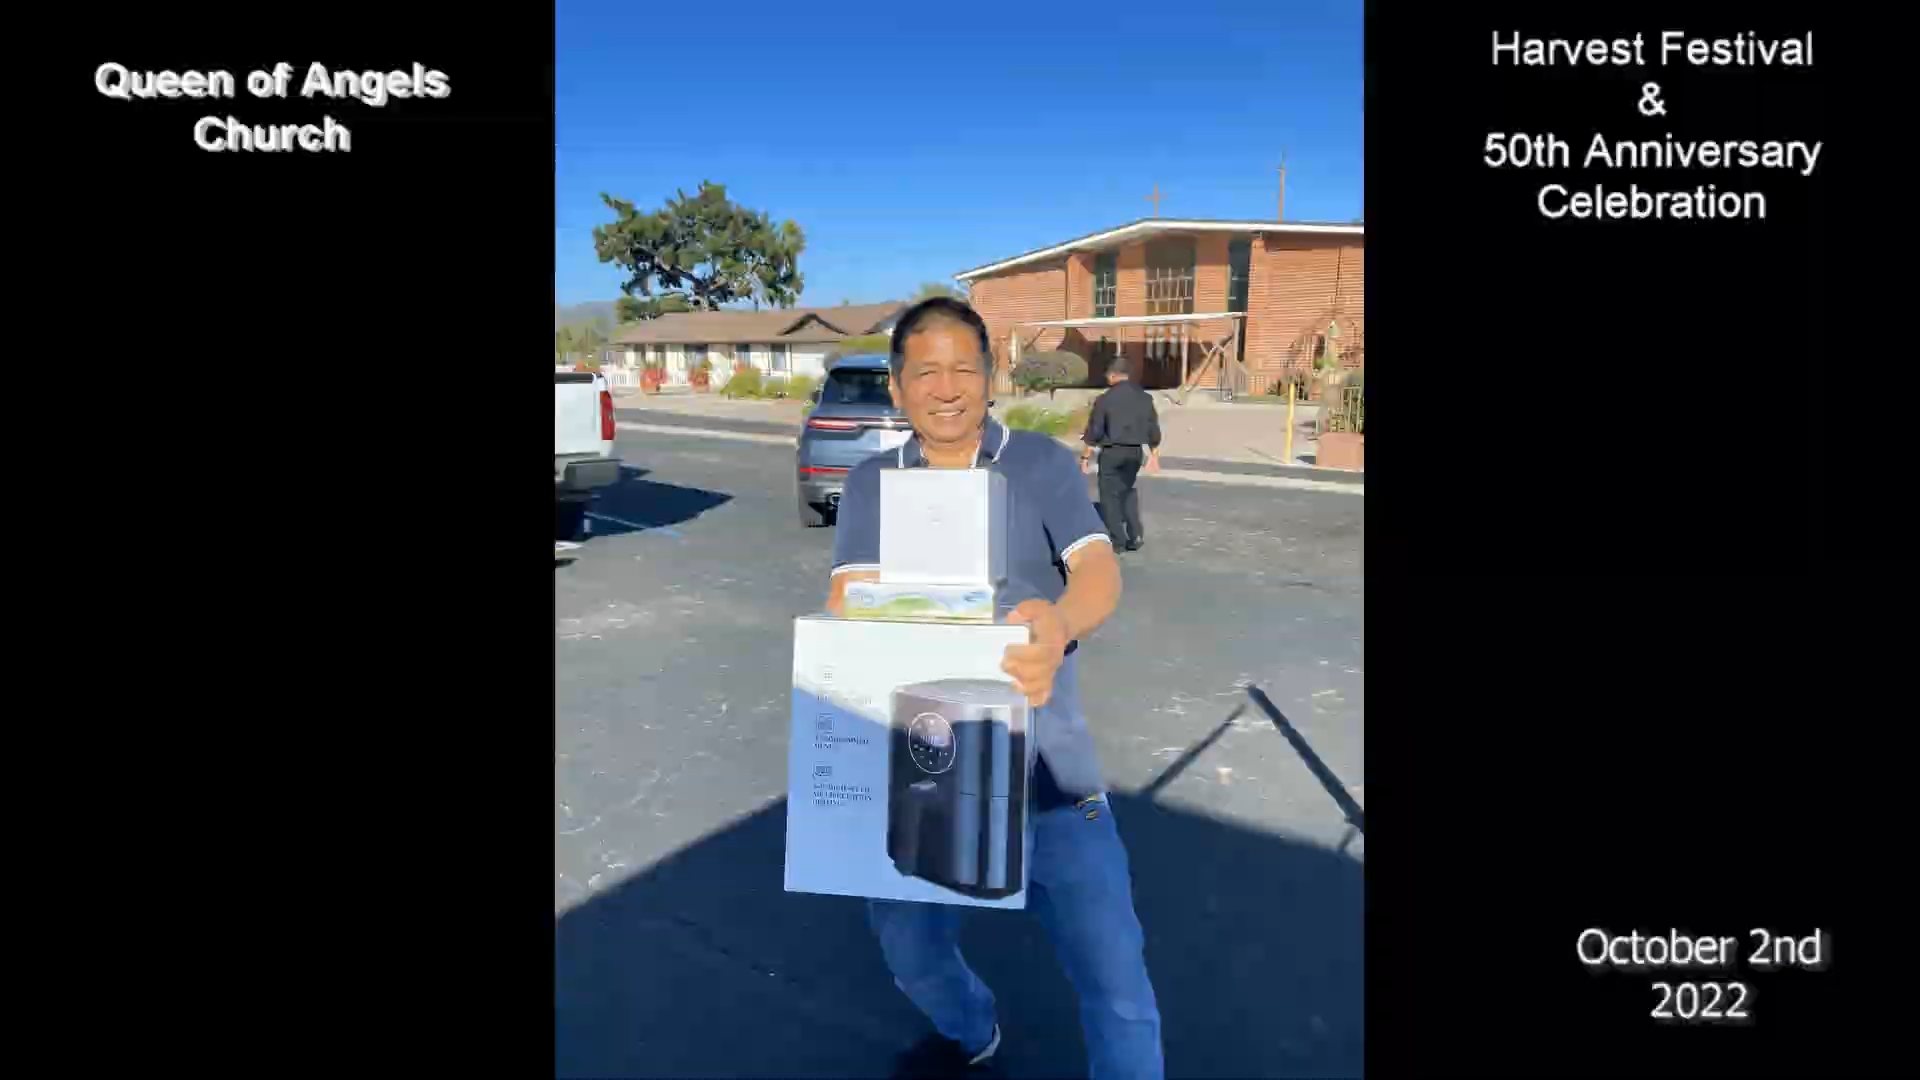 Queen of Angels
Church
Harvest Festival
&
50th Anniversary
Celebration
October 2nd
2022